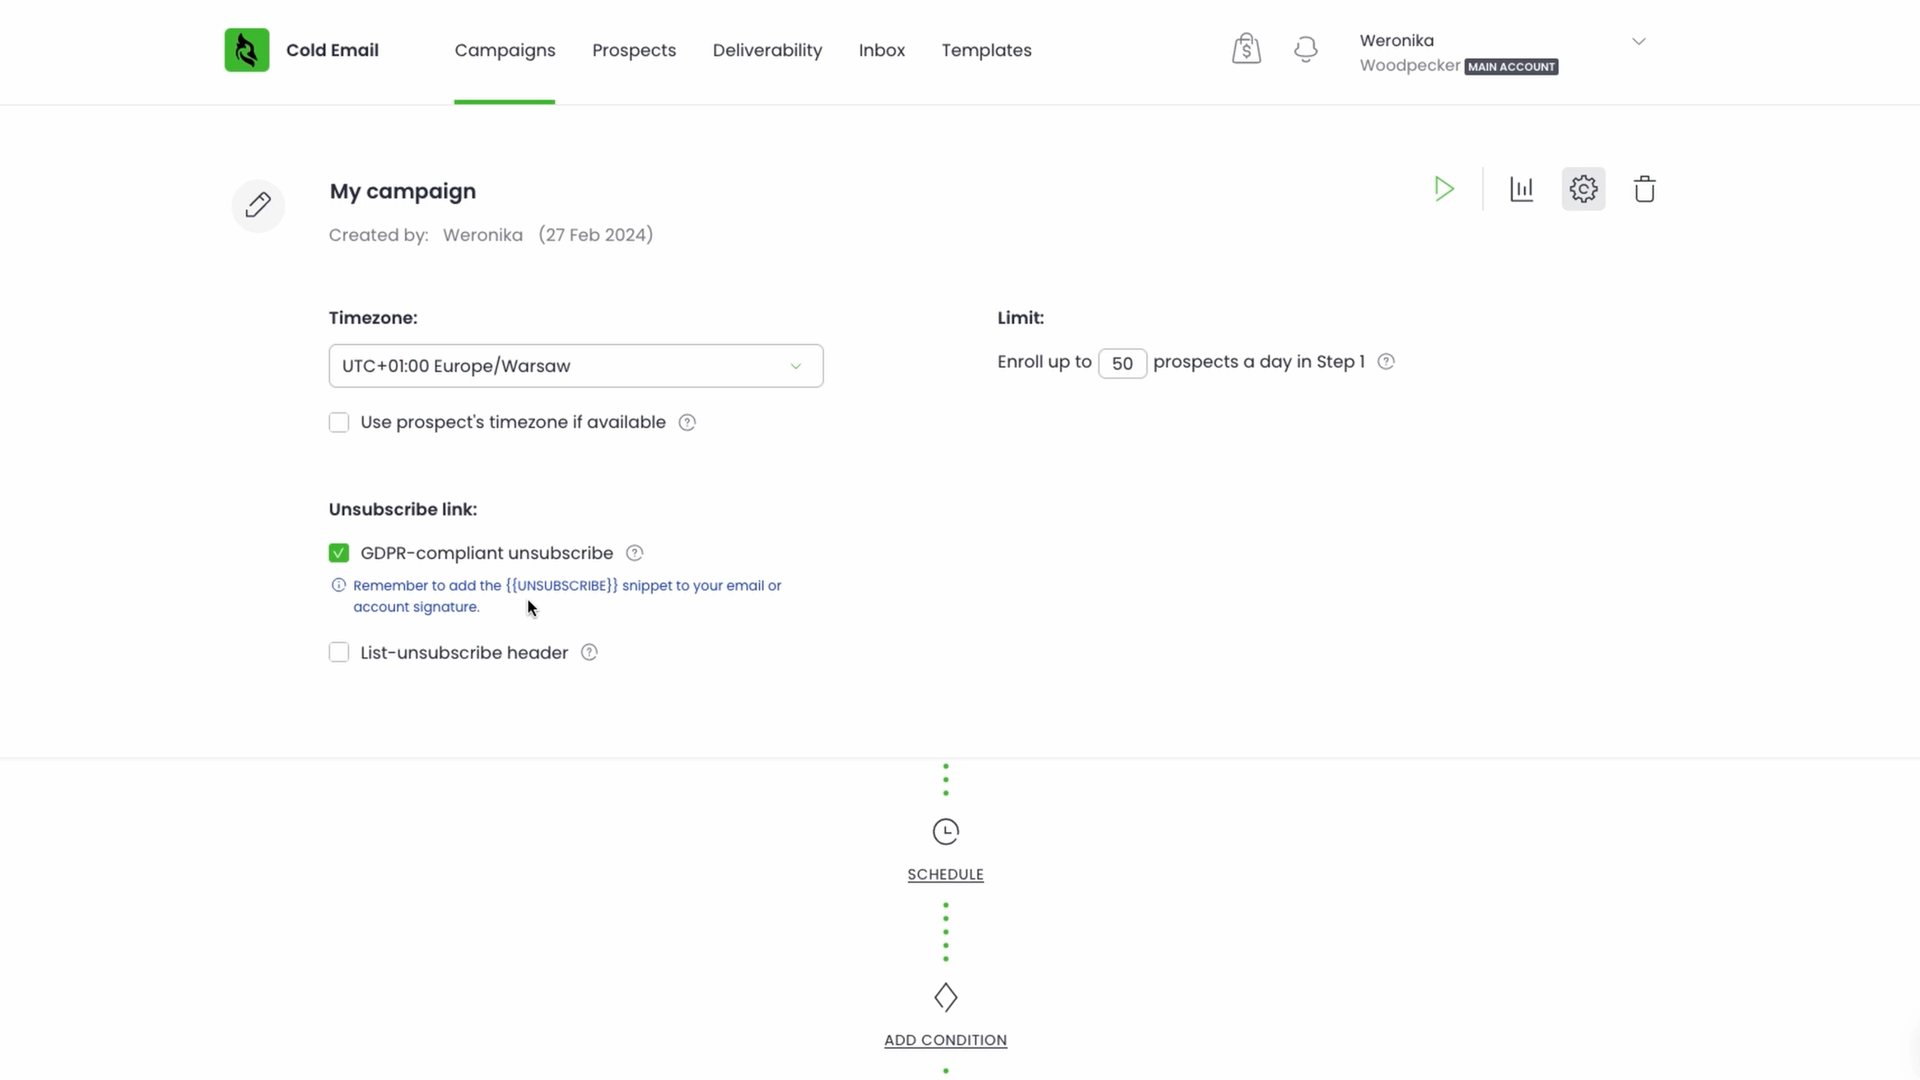 Cold Email
Campaigns
Prospects
Deliverability
Inbox
Templates
$
Weronika
Woodpecker MAIN ACCOUNT
My campaign
Created by: Weronika (27 Feb 2024)
Timezone:
UTC+01:00 Europe/Warsaw
Use prospect's timezone if available ?
Limit:
Enroll up to 50 prospects a day in Step 1 ?
Unsubscribe link:
GDPR-compliant unsubscribe ?
Remember to add the {{UNSUBSCRIBE}} snippet to your email or
account signature.
List-unsubscribe header ?
SCHEDULE
ADD CONDITION